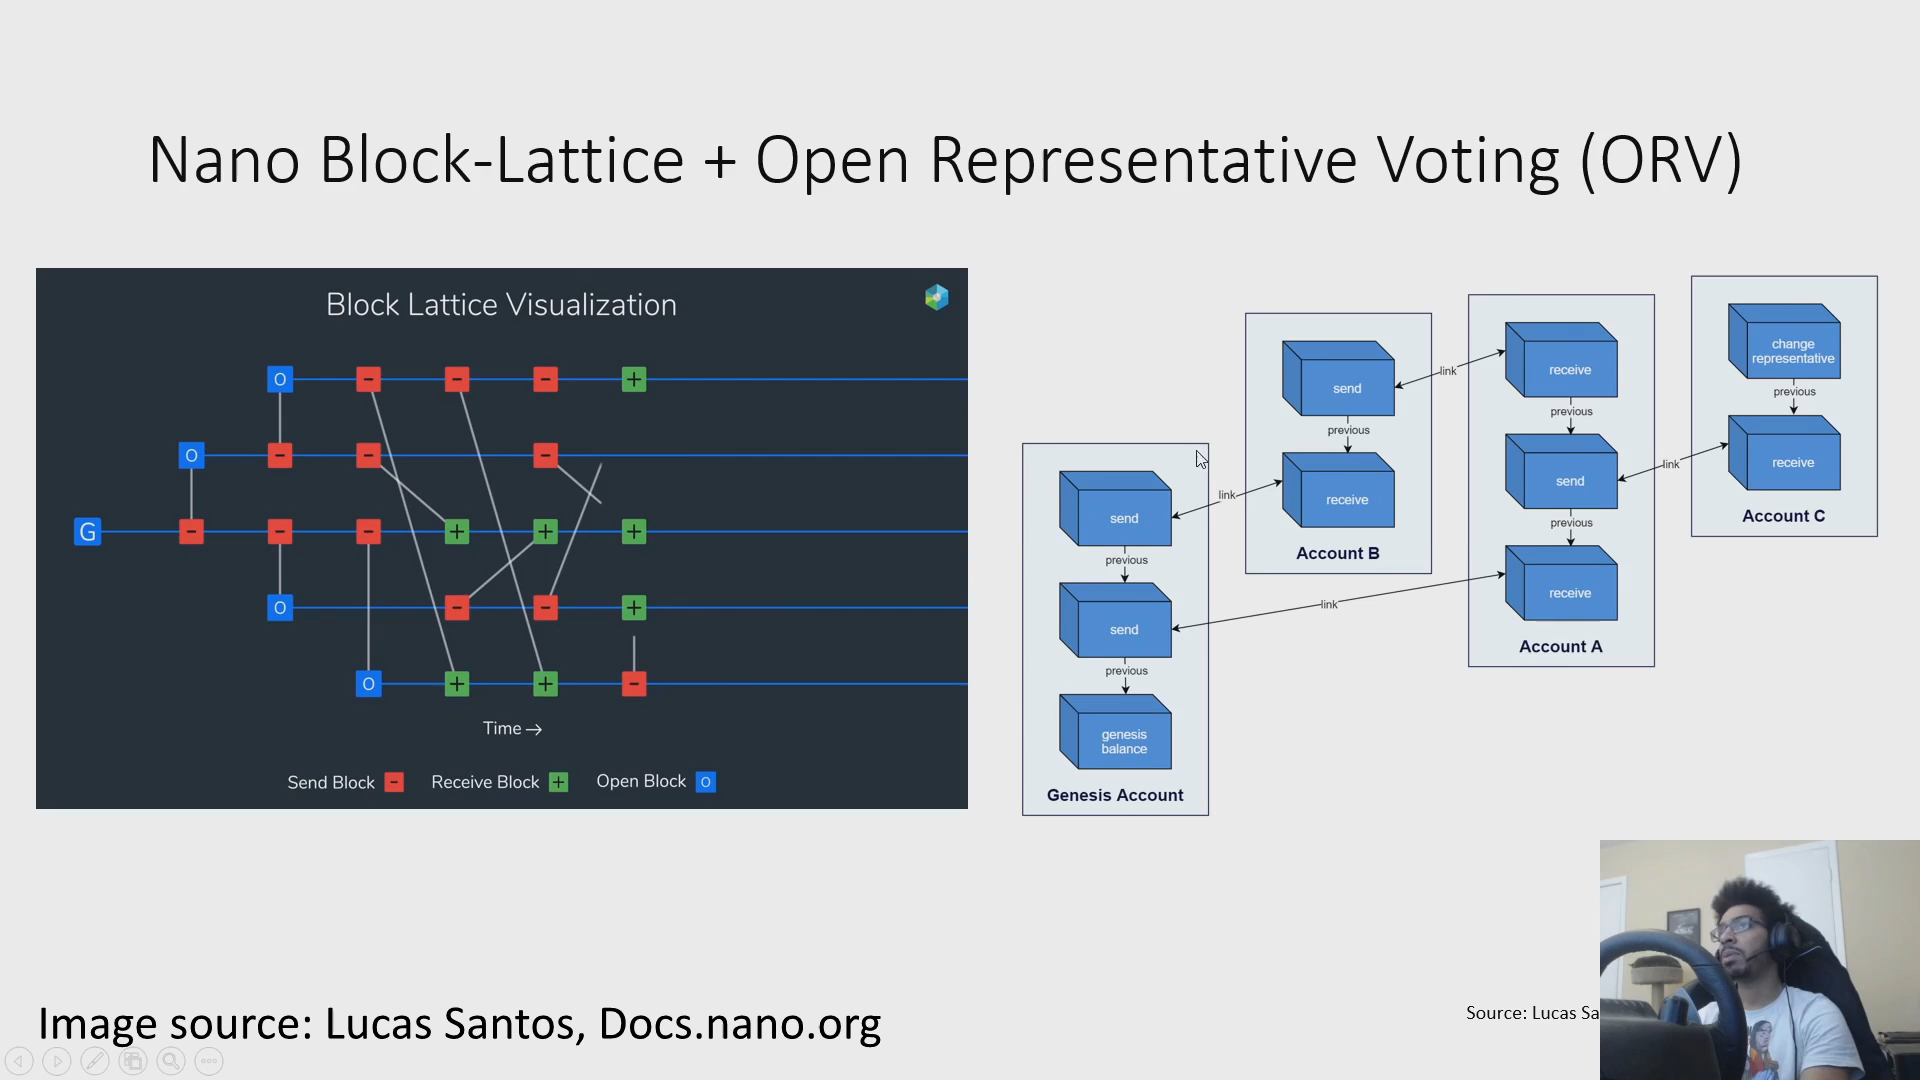 Nano Block-Lattice + Open Representative Voting (ORV)
Block Lattice Visualization
O - - - +
O - - -
G - - - + + +
O - - +
O + + -
Time →
Send Block -
Receive Block +
Open Block O
send
previous
send
previous
genesis
balance
Genesis Account
link
link
send
previous
receive
Account B
link
receive
previous
send
previous
receive
Account A
link
change
representative
previous
receive
Account C
Image source: Lucas Santos, Docs.nano.org
Source: Lucas Sa